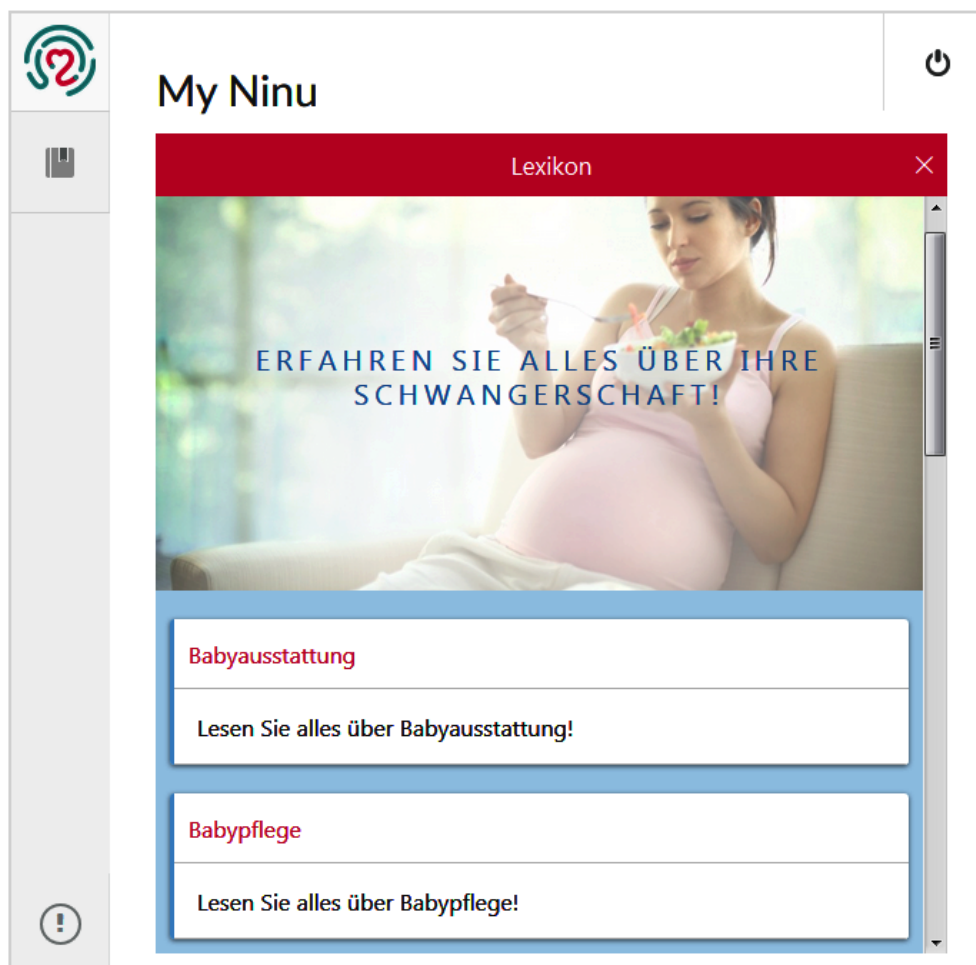 My Ninu
Lexikon
ERFAHREN SIE ALLES ÜBER IHRE
SCHWANGERSCHAFT!
Babyausstattung
Lesen Sie alles über Babyausstattung!
Babypflege
Lesen Sie alles über Babypflege!